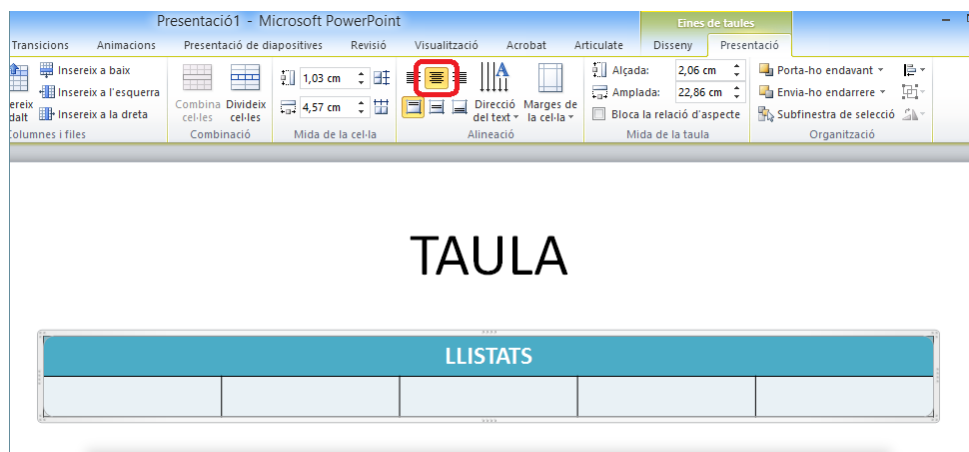 Presentació1 - Microsoft PowerPoint
Eines de taules
Transicions Animacions Presentació de diapositives Revisió Visualització Acrobat Articulate Disseny Presentació
Insereix a baix
Insereix a l'esquerra
Insereix a la dreta
ereix
dalt
Columnes i files
Combina cel·les
Divideix cel·les
Combinació
1,03 cm
4,57 cm
Mida de la cel·la
Direcció del text
Marges de la cel·la
Alineació
Alçada: 2,06 cm
Amplada: 22,86 cm
Bloca la relació d'aspecte
Mida de la taula
Porta-ho endavant
Envia-ho endarrere
Subfinestra de selecció
Organització
TAULA
LLISTATS